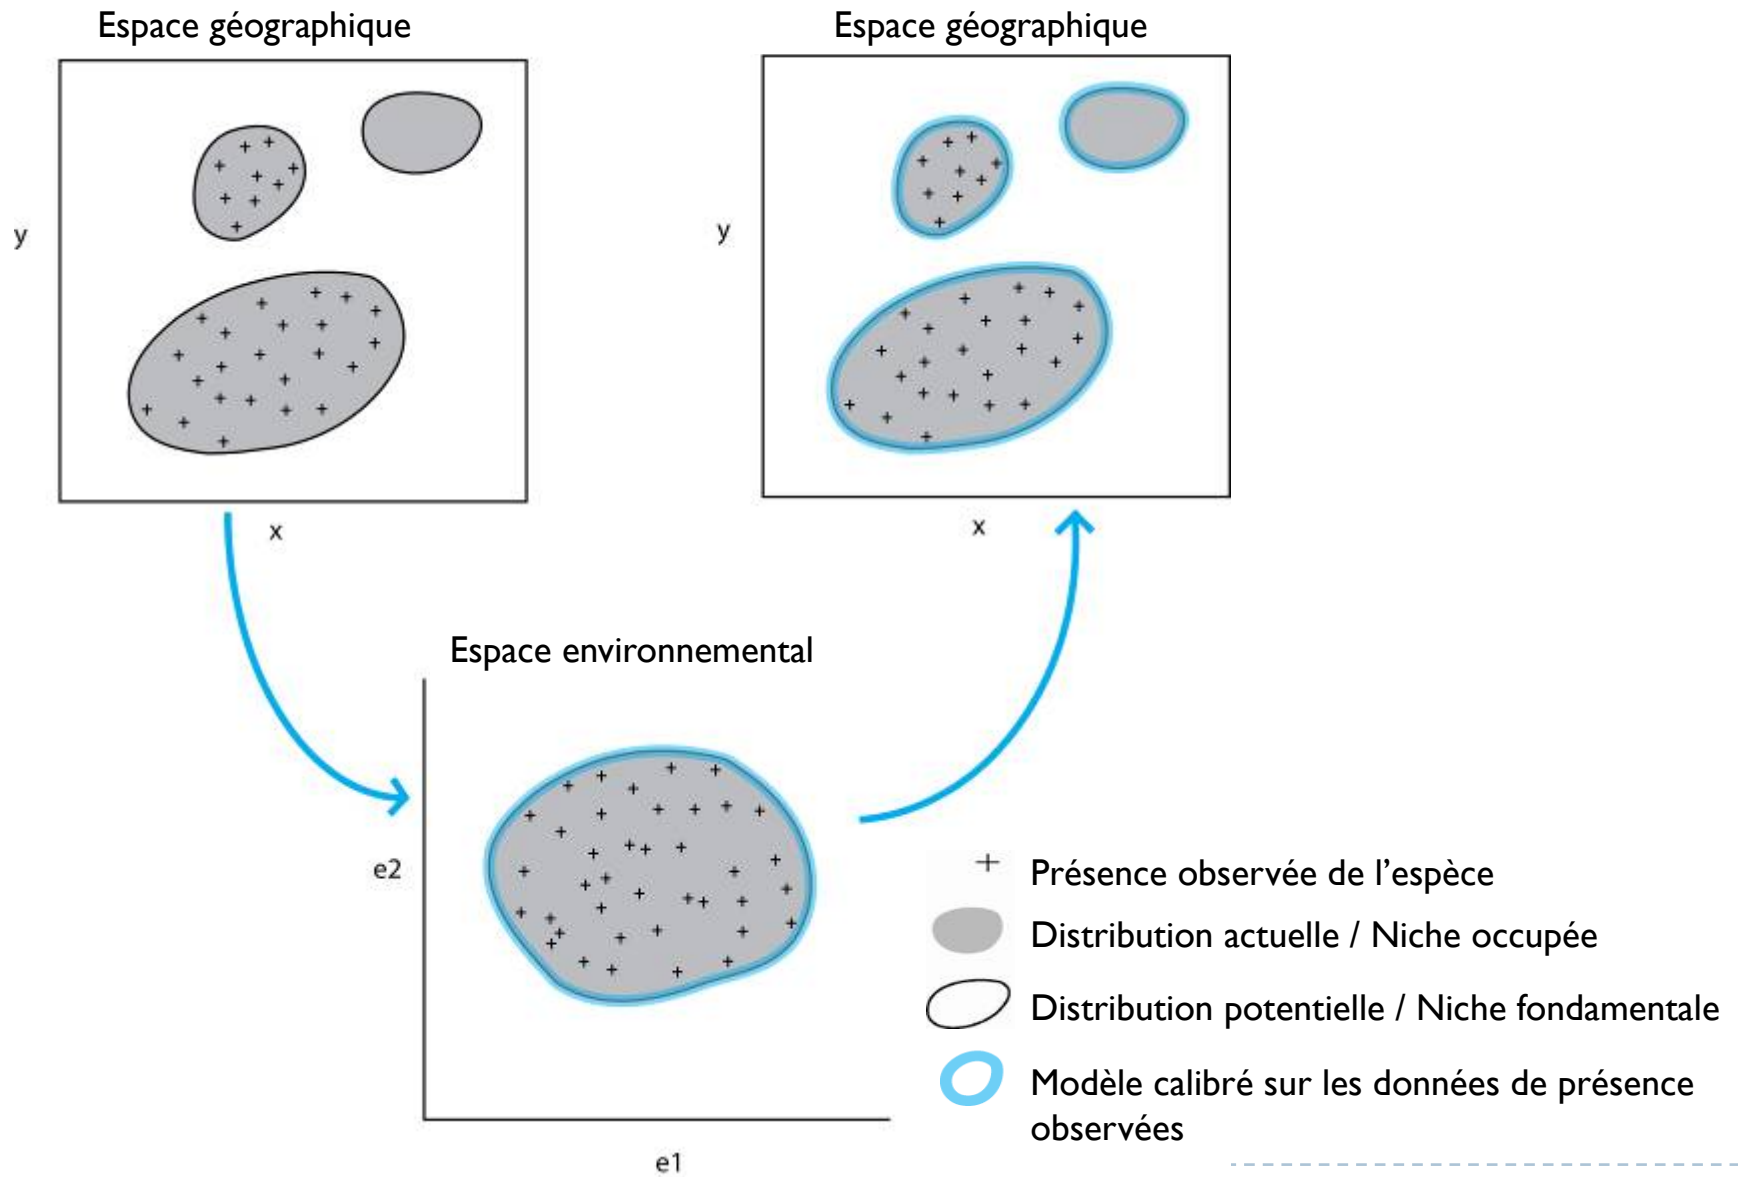 Espace géographique
Espace géographique
y
x
y
x
Espace environnemental
e2
e1
Présence observée de l’espèce
Distribution actuelle / Niche occupée
Distribution potentielle / Niche fondamentale
Modèle calibré sur les données de présence
observées